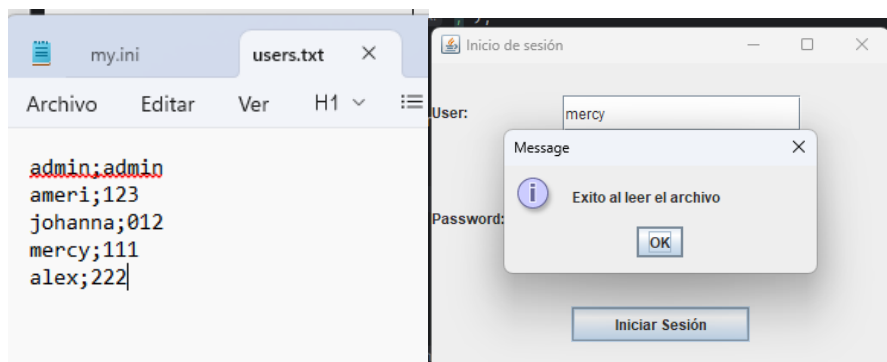 my.ini
users.txt
Archivo Editar Ver H1
admin;admin
ameri;123
johanna;012
mercy;111
alex;222
Inicio de sesión
User:
mercy
Message
Exito al leer el archivo
Password:
OK
Iniciar Sesión